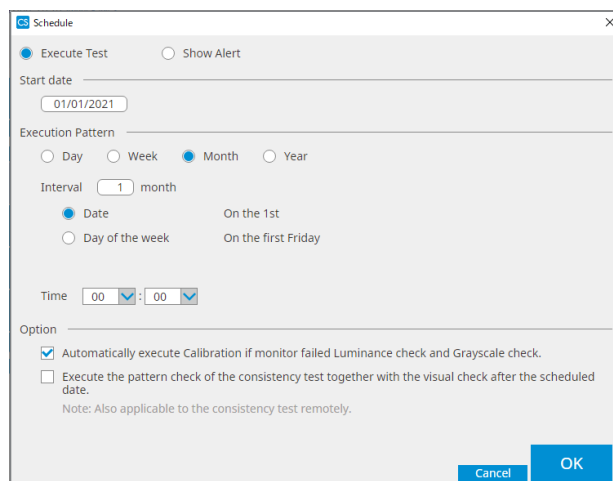 CS Schedule
Execute Test Show Alert
Start date
01/01/2021
Execution Pattern
Day Week Month Year
Interval 1 month
Date On the 1st
Day of the week On the first Friday
Time 00 : 00
Option
Automatically execute Calibration if monitor failed Luminance check and Grayscale check.
Execute the pattern check of the consistency test together with the visual check after the scheduled
date.
Note: Also applicable to the consistency test remotely.
Cancel OK